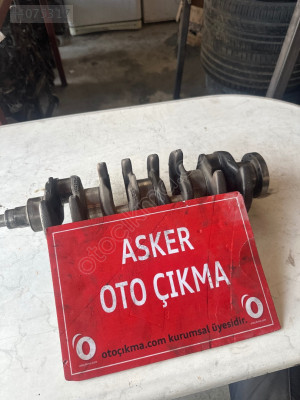 ASKER
OTO ÇIKMA
otoçıkma.com kurumsal üyesidir.